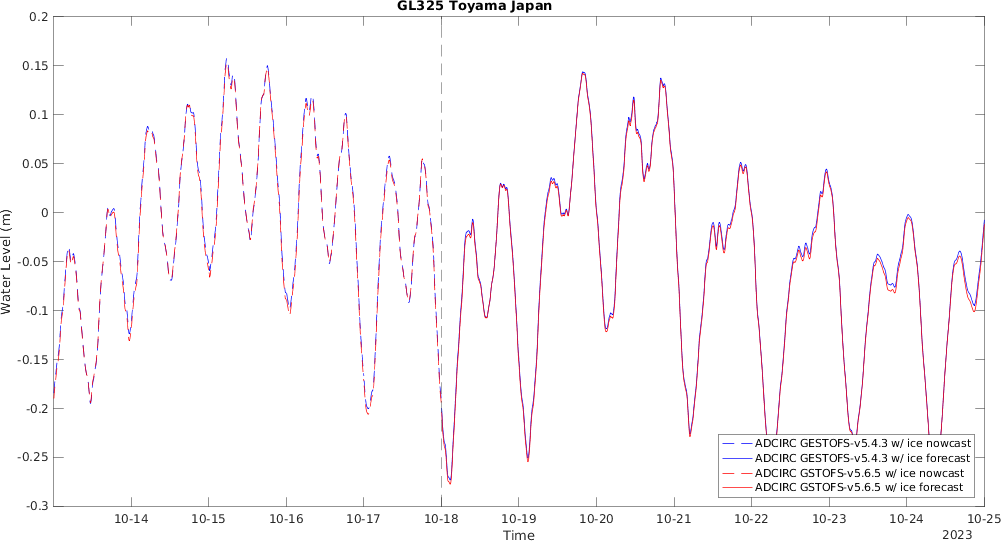 GL325 Toyama Japan
0.2
0.15
0.1
0.05
0
-0.05
-0.1
-0.15
-0.2
-0.25
-0.3
Water Level (m)
ADCIRC GESTOFS-v5.4.3 w/ ice nowcast
ADCIRC GESTOFS-v5.4.3 w/ ice forecast
ADCIRC GSTOFS-v5.6.5 w/ ice nowcast
ADCIRC GSTOFS-v5.6.5 w/ ice forecast
10-14 10-15 10-16 10-17 10-18 10-19 10-20 10-21 10-22 10-23 10-24 10-25
Time
2023